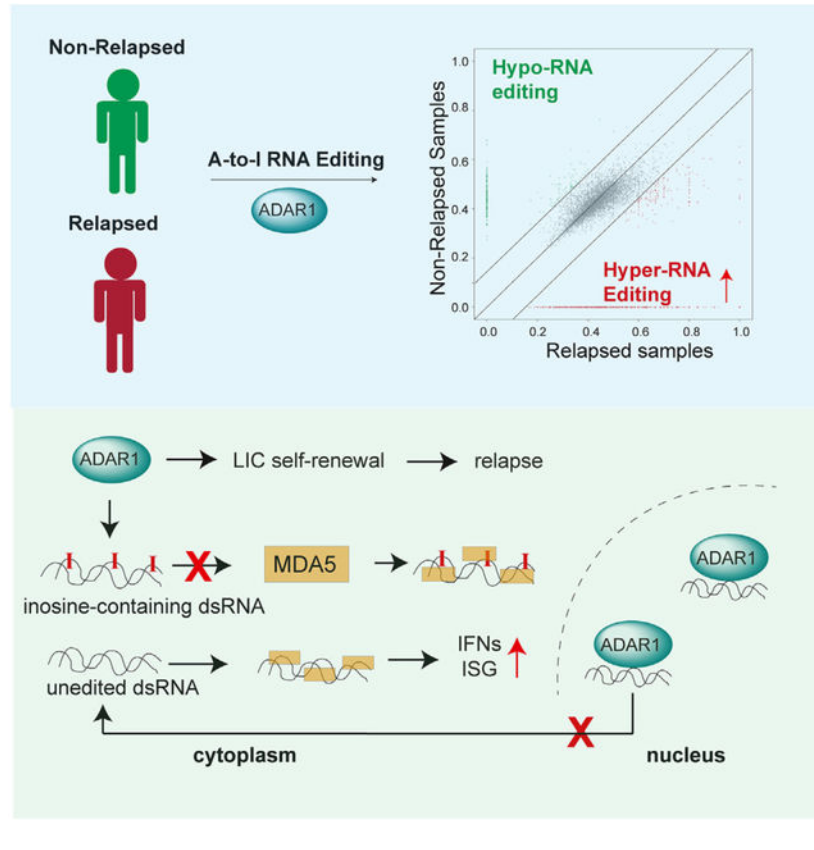 Non-Relapsed
A-to-I RNA Editing
ADAR1
Relapsed
Non-Relapsed Samples
1.0
0.8
0.6
0.4
0.2
0.0
Hypo-RNA
editing
Hyper-RNA
Editing
0.0 0.2 0.4 0.6 0.8 1.0
Relapsed samples
ADAR1 LIC self-renewal relapse
I I I X MDA5 I I I
inosine-containing dsRNA
unedited dsRNA
IFNs
ISG
ADAR1
ADAR1
X
cytoplasm
nucleus